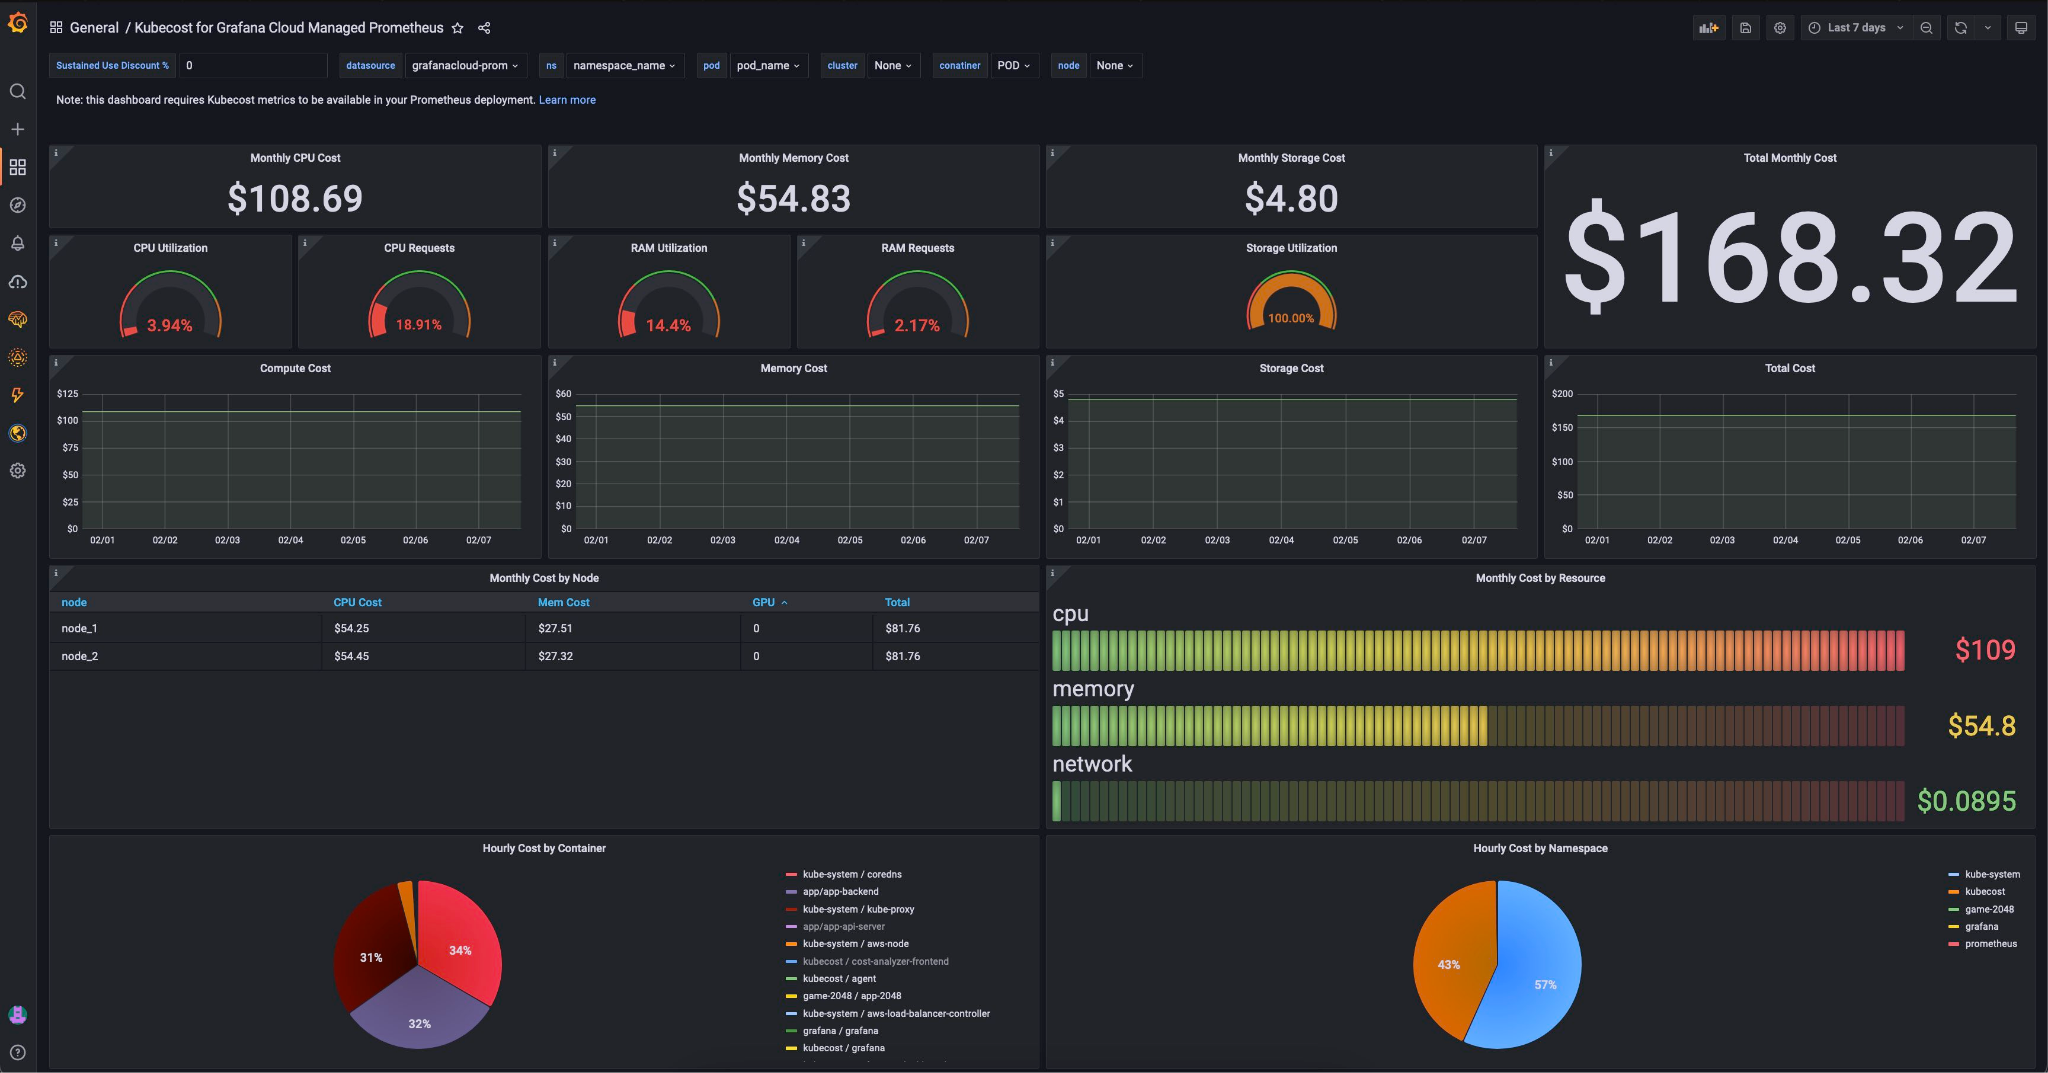 General / Kubecost for Grafana Cloud Managed Prometheus
Last 7 days
Sustained Use Discount % 0 datasource grafanacloud-prom ns namespace_name pod pod_name cluster None conatiner POD node None
Note: this dashboard requires Kubecost metrics to be available in your Prometheus deployment. Learn more
Monthly CPU Cost
$108.69
Monthly Memory Cost
$54.83
Monthly Storage Cost
$4.80
Total Monthly Cost
$168.32
CPU Utilization
3.94%
CPU Requests
18.91%
RAM Utilization
14.4%
RAM Requests
2.17%
Storage Utilization
100.00%
Compute Cost
$125
$100
$75
$50
$25
$0
02/01 02/02 02/03 02/04 02/05 02/06 02/07
Memory Cost
$60
$50
$40
$30
$20
$10
$0
02/01 02/02 02/03 02/04 02/05 02/06 02/07
Storage Cost
$5
$4
$3
$2
$1
$0
02/01 02/02 02/03 02/04 02/05 02/06 02/07
Total Cost
$200
$150
$100
$50
$0
02/01 02/02 02/03 02/04 02/05 02/06 02/07
Monthly Cost by Node
node CPU Cost Mem Cost GPU Total
node_1 $54.25 $27.51 0 $81.76
node_2 $54.45 $27.32 0 $81.76
Monthly Cost by Resource
cpu
$109
memory
$54.8
network
$0.0895
Hourly Cost by Container
34%
31%
32%
kube-system / coredns
app/app-backend
kube-system / kube-proxy
app/app-api-server
kube-system / aws-node
kubecost / cost-analyzer-frontend
kubecost / agent
game-2048 / app-2048
kube-system / aws-load-balancer-controller
grafana / grafana
kubecost / grafana
Hourly Cost by Namespace
43%
57%
kube-system
kubecost
game-2048
grafana
prometheus